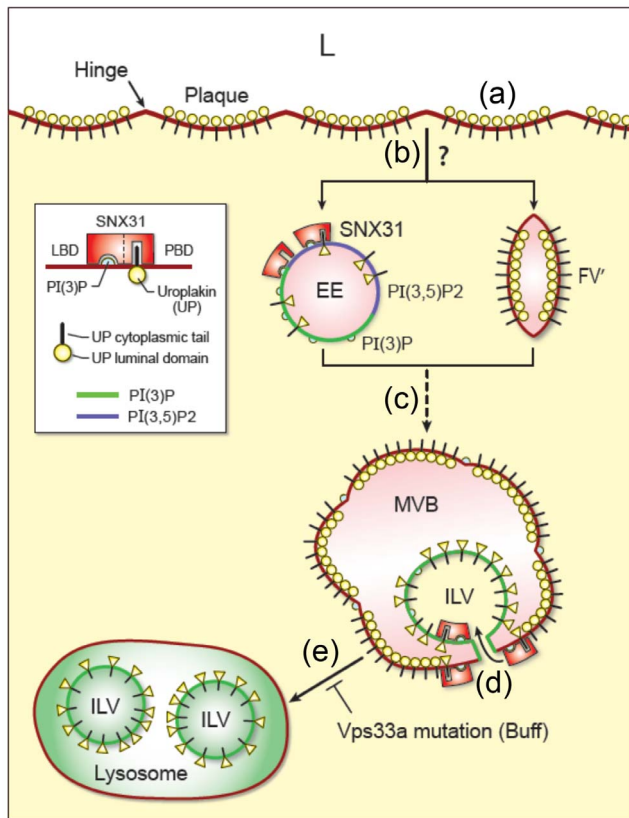 L
Hinge
Plaque
(a)
(b)
?
SNX31
LBD
PBD
PI(3)P
Uroplakin
(UP)
UP cytoplasmic tail
UP luminal domain
PI(3)P
PI(3,5)P2
SNX31
EE
PI(3,5)P2
PI(3)P
FV'
(c)
MVB
ILV
(d)
(e)
Vps33a mutation (Buff)
ILV
ILV
Lysosome